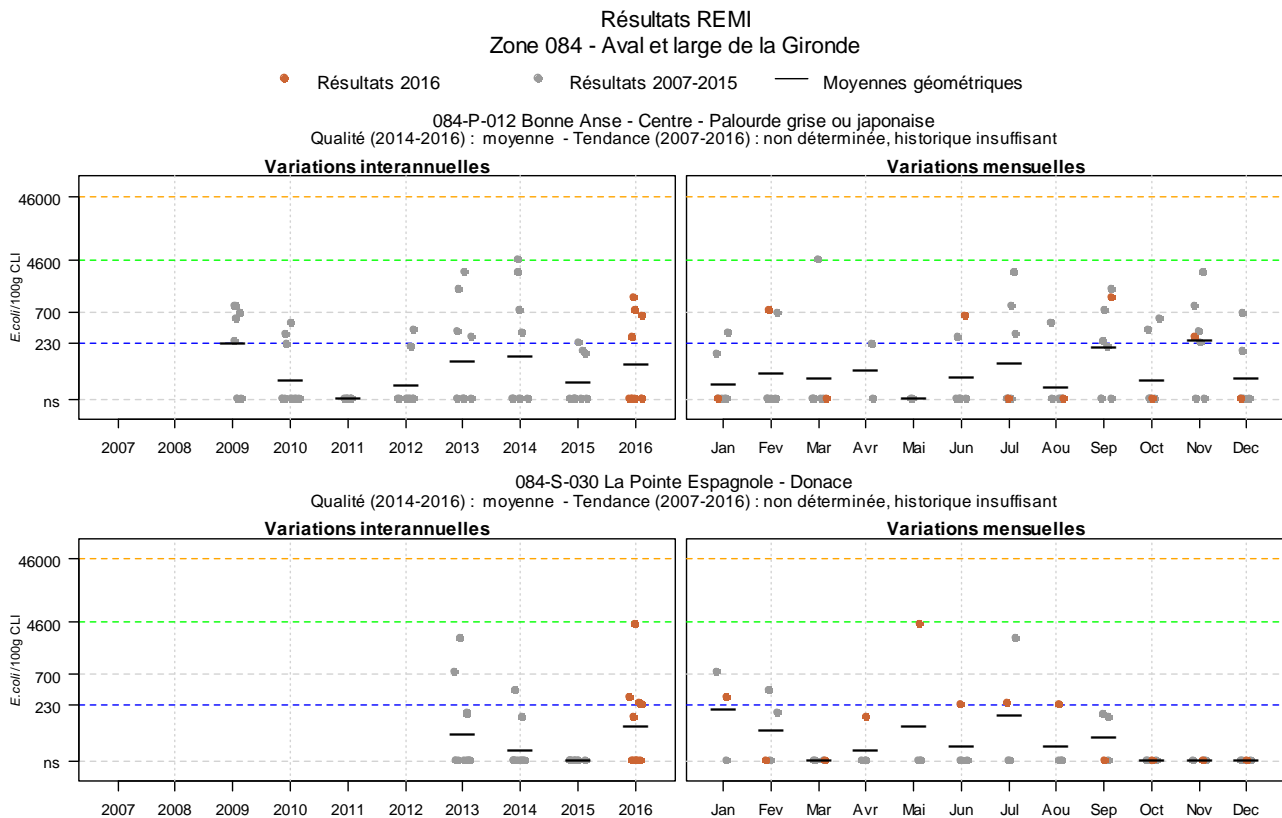 Résultats REMI
Zone 084 - Aval et large de la Gironde
Résultats 2016 Résultats 2007-2015 Moyennes géométriques
084-P-012 Bonne Anse - Centre - Palourde grise ou japonaise
Qualité (2014-2016) : moyenne - Tendance (2007-2016) : non déterminée, historique insuffisant
Variations interannuelles Variations mensuelles
E.coli/100g CLI
46000
4600
700
230
ns
2007 2008 2009 2010 2011 2012 2013 2014 2015 2016 Jan Fev Mar Avr Mai Jun Jul Aou Sep Oct Nov Dec
084-S-030 La Pointe Espagnole - Donace
Qualité (2014-2016) : moyenne - Tendance (2007-2016) : non déterminée, historique insuffisant
Variations interannuelles Variations mensuelles
E.coli/100g CLI
46000
4600
700
230
ns
2007 2008 2009 2010 2011 2012 2013 2014 2015 2016 Jan Fev Mar Avr Mai Jun Jul Aou Sep Oct Nov Dec